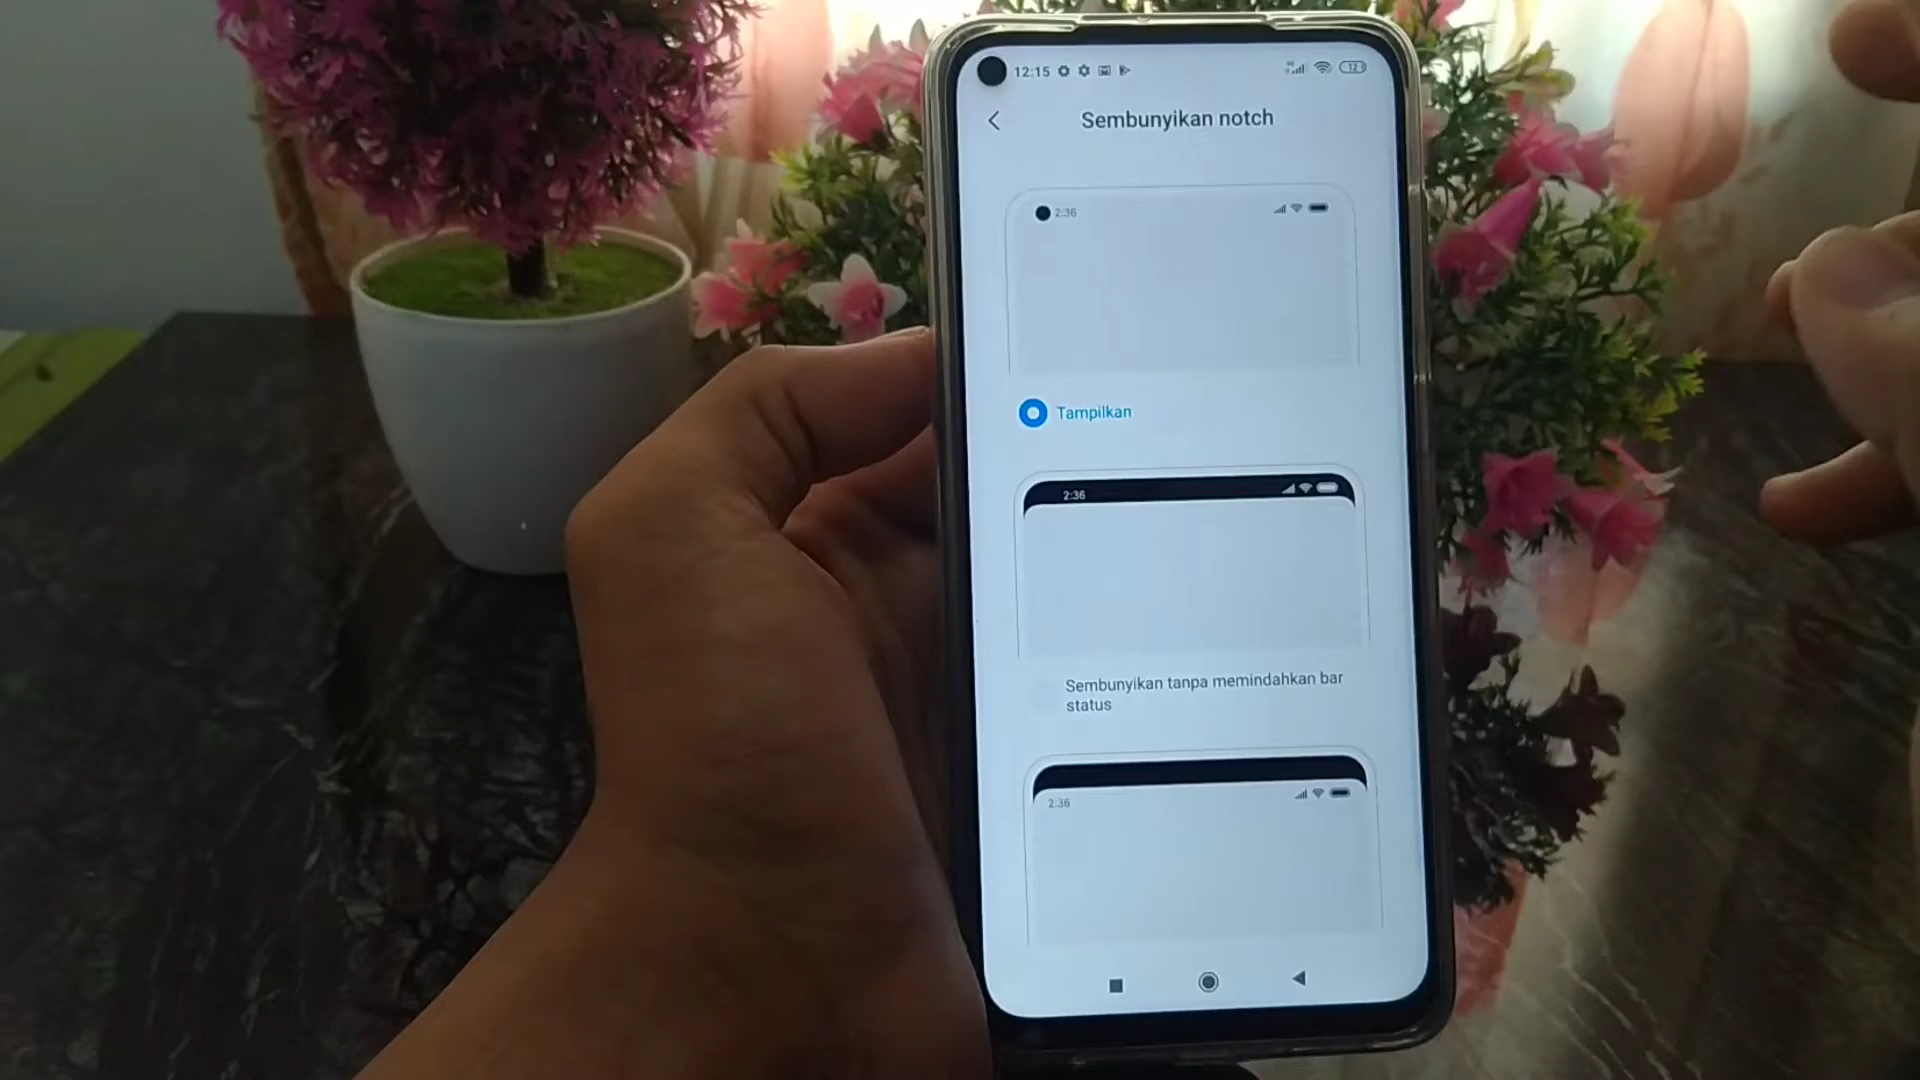 12:15
Sembunyikan notch
2:36
Tampilkan
2:36
Sembunyikan tanpa memindahkan bar
status
2:36